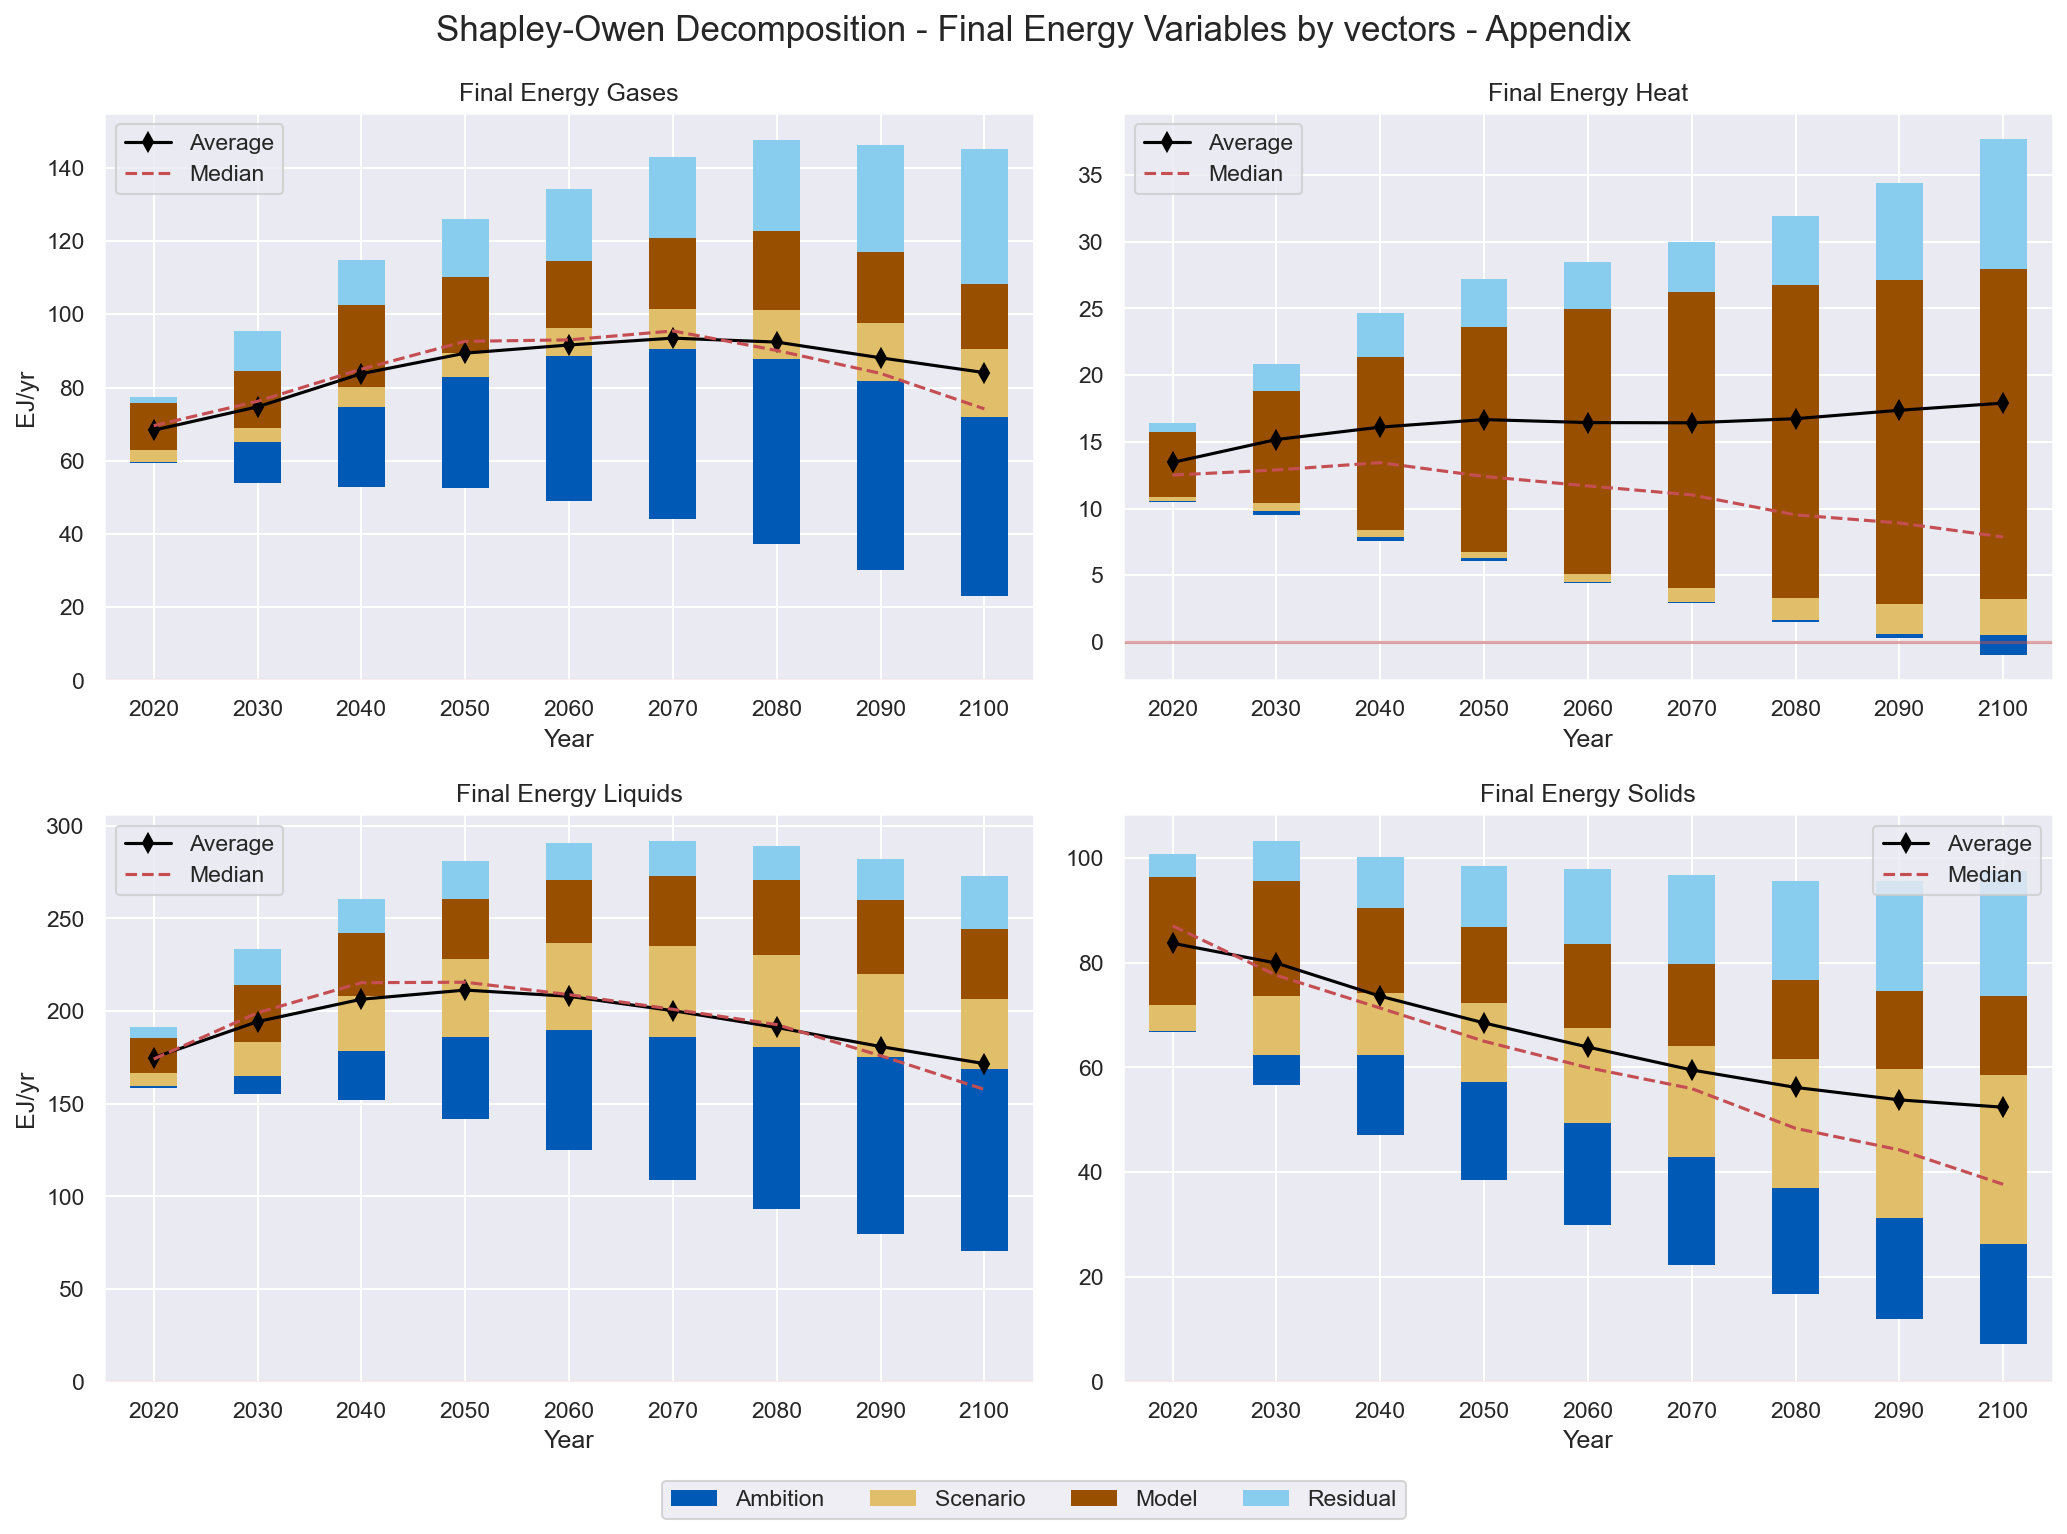 Shapley-Owen Decomposition - Final Energy Variables by vectors - Appendix
Final Energy Gases
Average
Median
EJ/yr
140
120
100
80
60
40
20
0
2020 2030 2040 2050 2060 2070 2080 2090 2100
Year
Final Energy Heat
Average
Median
35
30
25
20
15
10
5
0
2020 2030 2040 2050 2060 2070 2080 2090 2100
Year
Final Energy Liquids
Average
Median
EJ/yr
300
250
200
150
100
50
0
2020 2030 2040 2050 2060 2070 2080 2090 2100
Year
Final Energy Solids
Average
Median
100
80
60
40
20
0
2020 2030 2040 2050 2060 2070 2080 2090 2100
Year
Ambition Scenario Model Residual